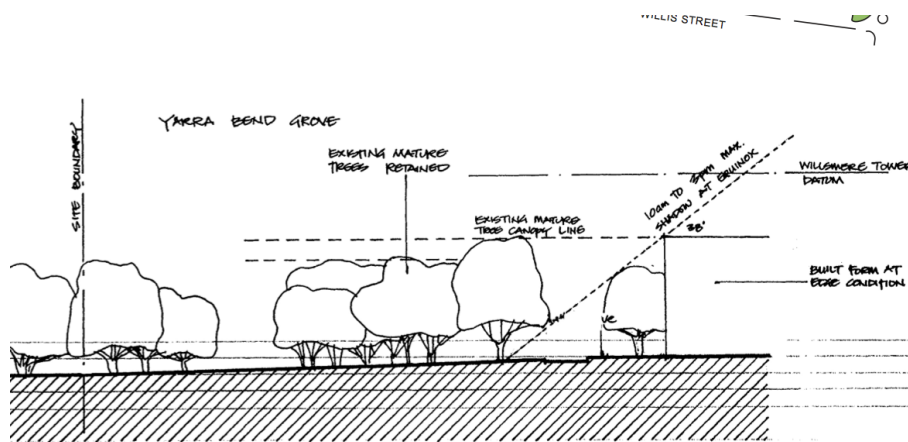 WILLIS STREET
YARRA BEND GROVE
SITE BOUNDARY
EXISTING MATURE
TREES RETAINED
EXISTING MATURE
TREE CANOPY LINE
10am TO 3pm MAX.
SHADOW AT EQUINOX
38°
WILLSMERE TOWER
DATUM
BUILT FORM AT
EDGE CONDITION